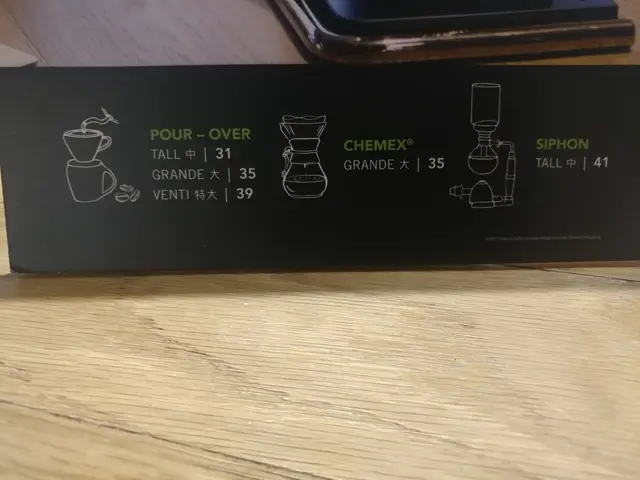 POUR – OVER
TALL 中 | 31
GRANDE 大 | 35
VENTI 特大 | 39
CHEMEX®
GRANDE 大 | 35
SIPHON
TALL 中 | 41